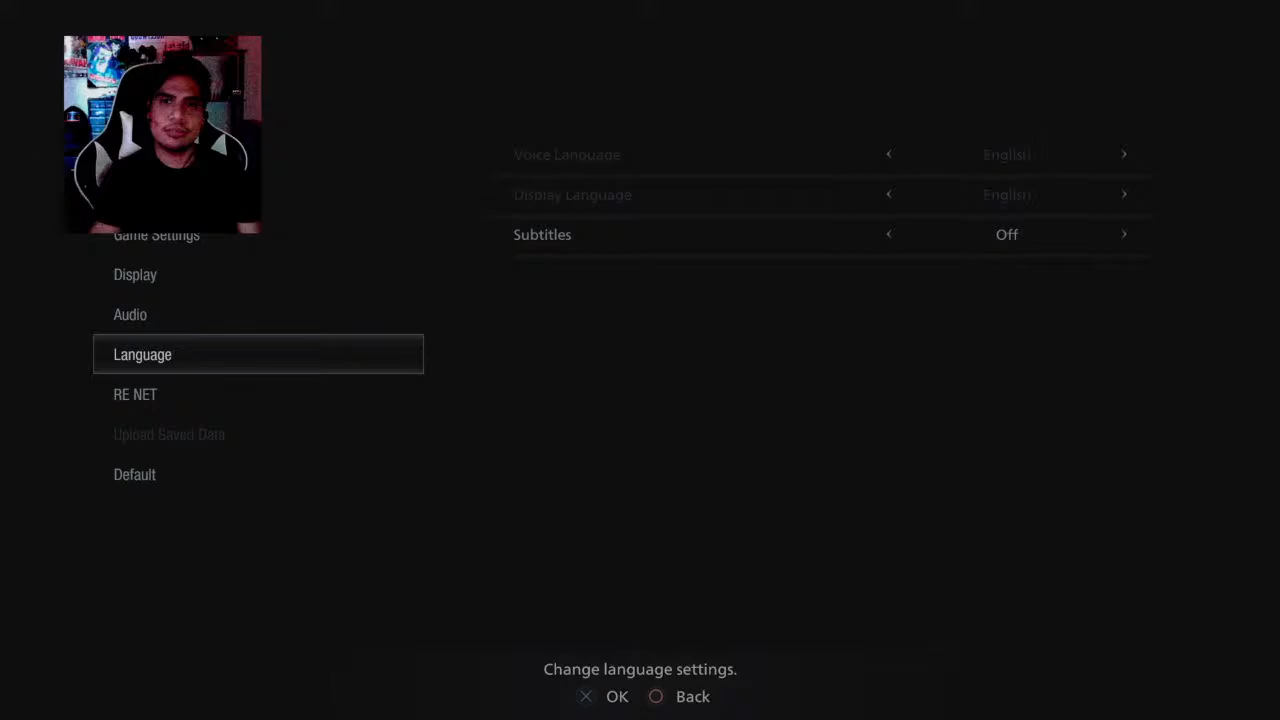 Voice Language English
Display Language English
Subtitles Off
Game Settings
Display
Audio
Language
RE NET
Upload Saved Data
Default
Change language settings.
OK Back